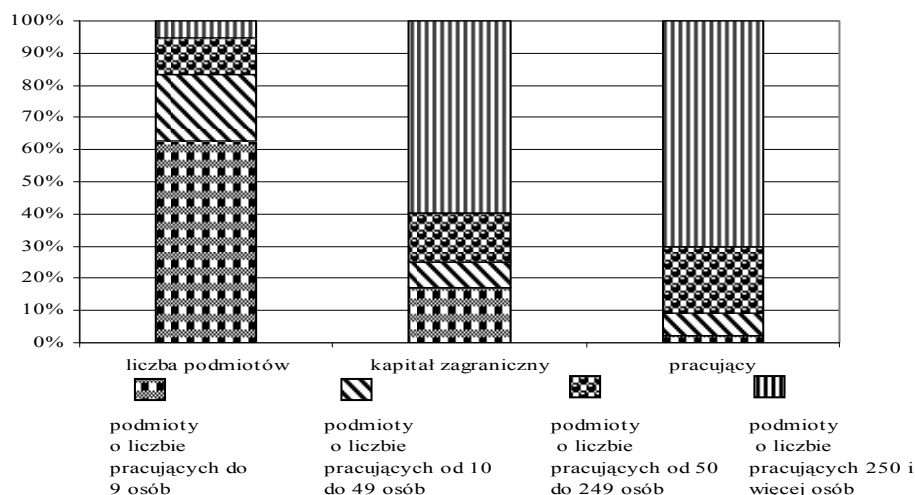 100%
90%
80%
70%
60%
50%
40%
30%
20%
10%
0%
liczba podmiotów kapitał zagraniczny pracujący
podmioty
o liczbie
pracujących do
9 osób
podmioty
o liczbie
pracujących od 10
do 49 osób
podmioty
o liczbie
pracujących od 50
do 249 osób
podmioty
o liczbie
pracujących 250 i
więcej osób